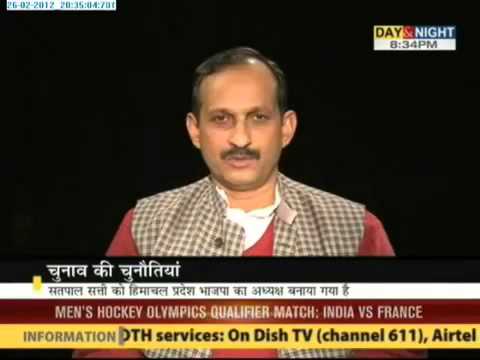 26-02-2012 20:35:04:701
DAY&NIGHT
8:34PM
चुनाव की चुनौतियां
सतपाल सत्ती को हिमाचल प्रदेश भाजपा का अध्यक्ष बनाया गया है
MEN'S HOCKEY OLYMPICS QUALIFIER MATCH: INDIA VS FRANCE
INFORMATION DTH services: On Dish TV (channel 611), Airtel